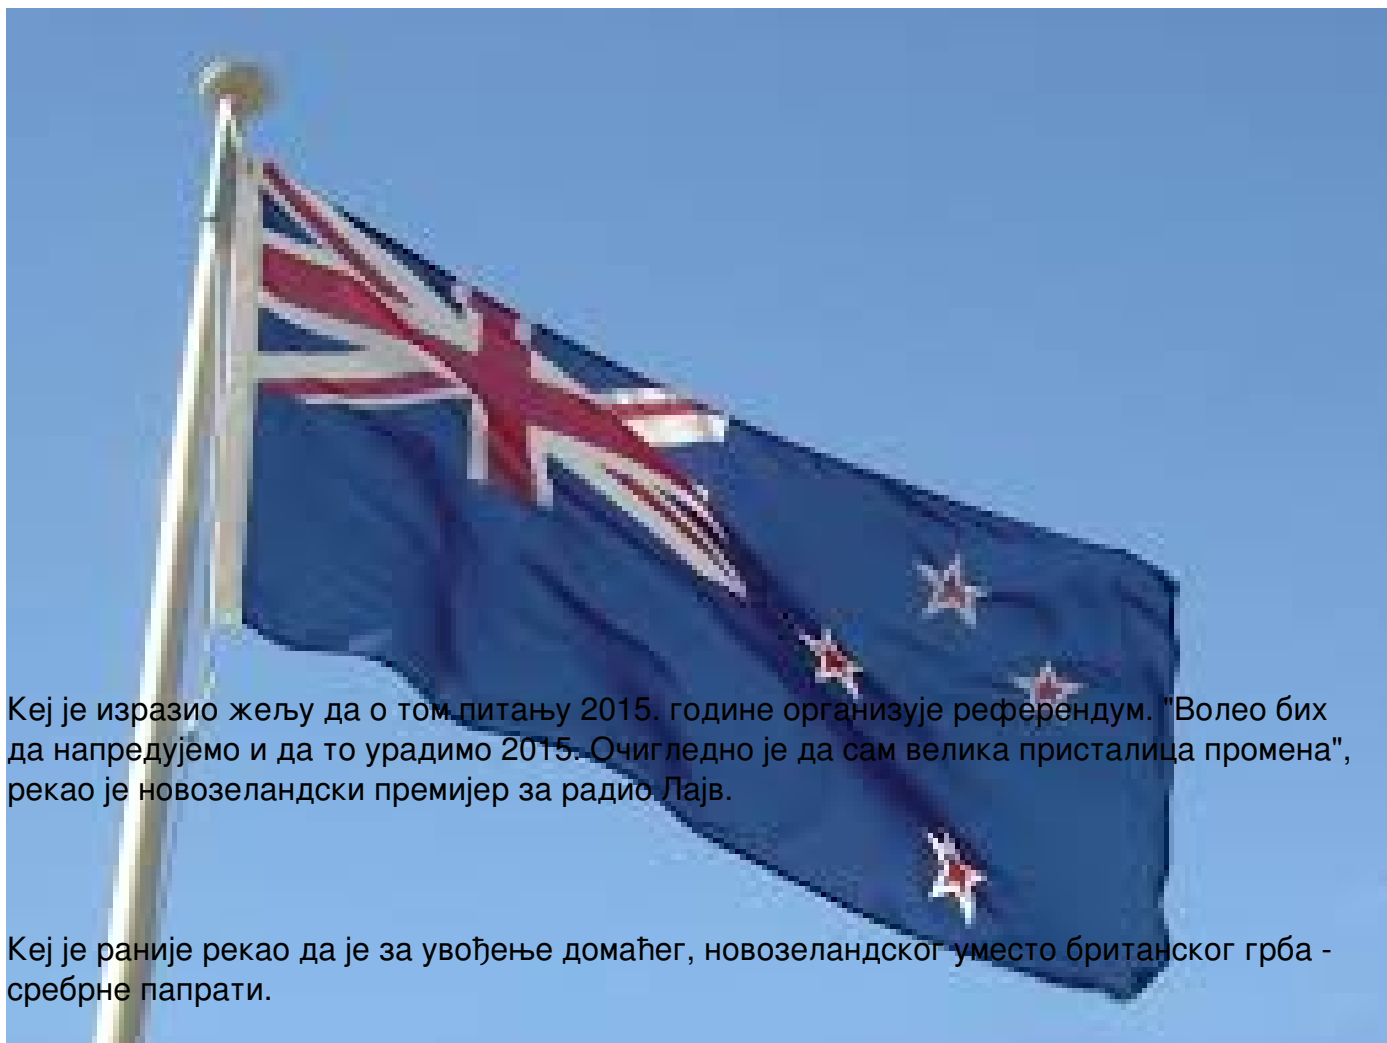 Кеј је изразио жељу да о том питању 2015. године организује референдум. "Волео бих
да напредујемо и да то урадимо 2015. Очигледно је да сам велика присталица промена",
рекао је новозеландски премијер за радио Лајв.
Кеј је раније рекао да је за увођење домаћег, новозеландског уместо британског грба -
сребрне папрати.